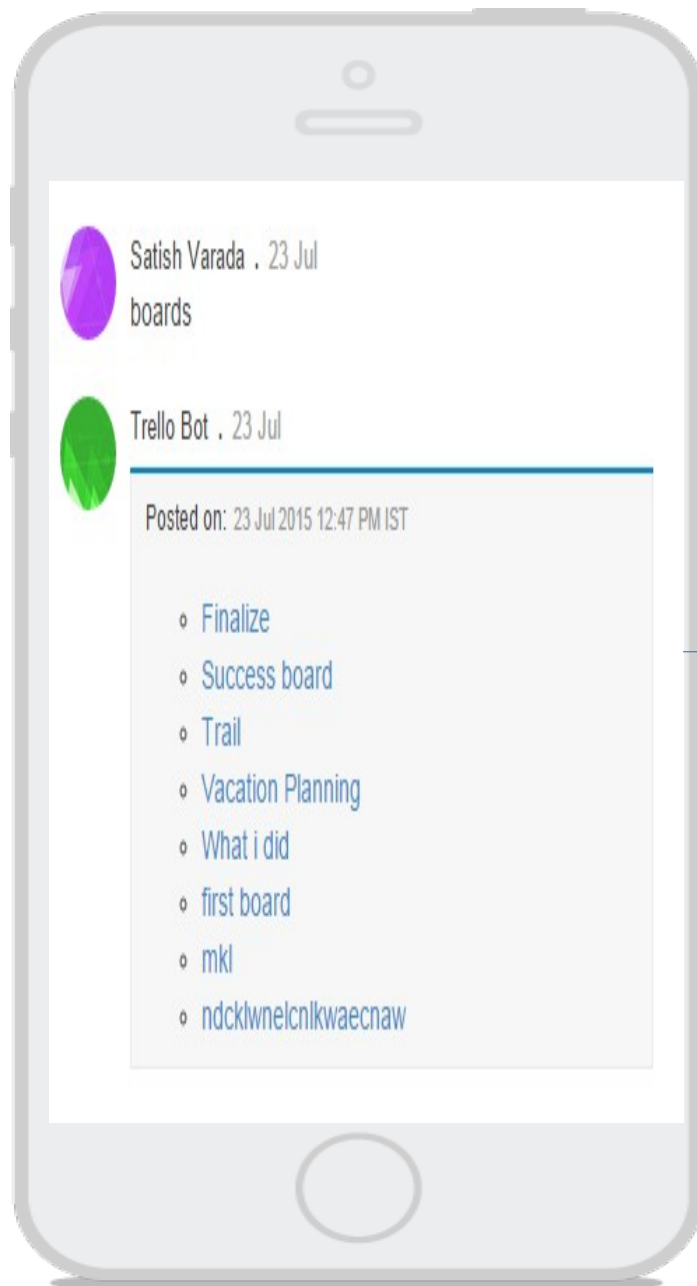 Satish Varada . 23 Jul
boards
Trello Bot . 23 Jul
Posted on: 23 Jul 2015 12:47 PM IST
Finalize
Success board
Trail
Vacation Planning
What i did
first board
mkl
ndcklwnelcnlkwaecnaw